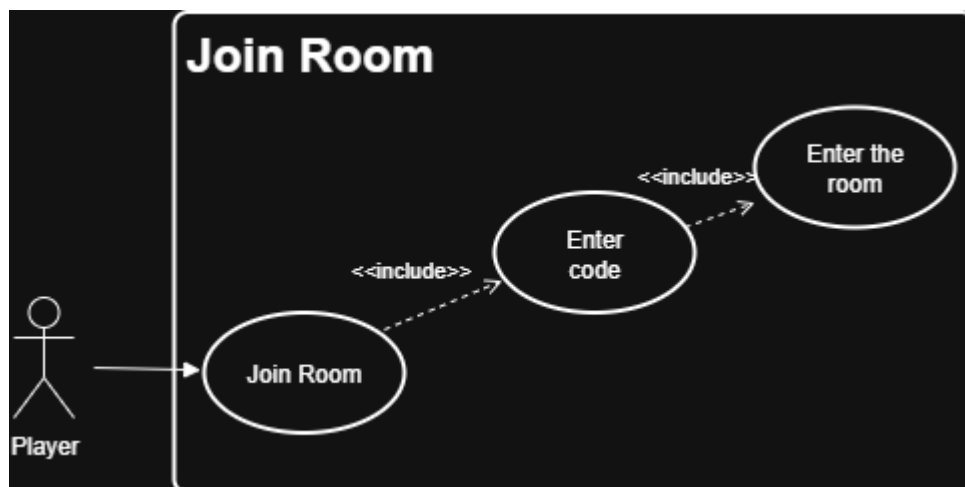 Join Room
Enter the
room
<<include>>
Enter
code
<<include>>
Join Room
Player